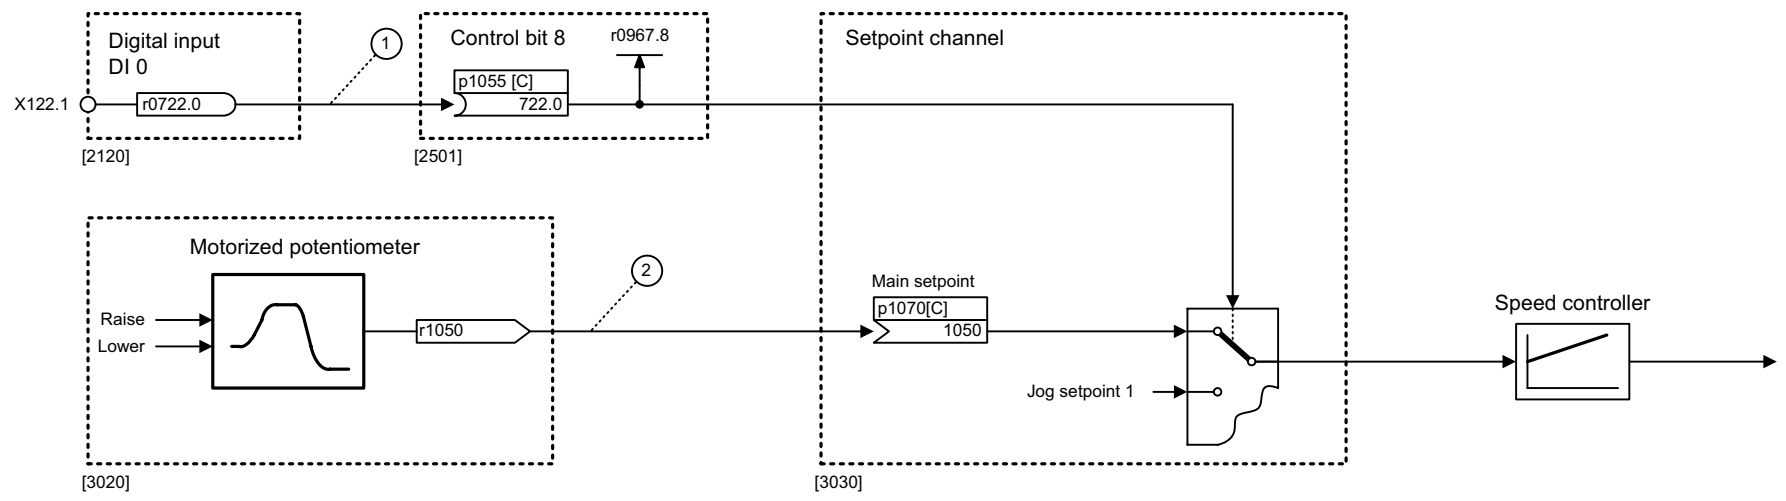 Digital input
DI 0
X122.1
r0722.0
[2120]
1
Control bit 8
r0967.8
p1055 [C]
722.0
[2501]
Setpoint channel
Motorized potentiometer
Raise
Lower
r1050
[3020]
2
Main setpoint
p1070[C]
1050
Jog setpoint 1
[3030]
Speed controller